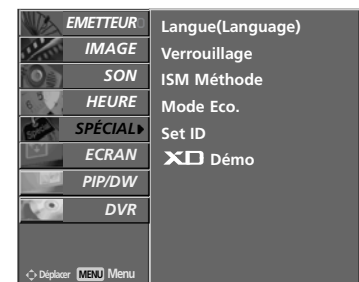 EMETTEUR
IMAGE
SON
HEURE
SPÉCIAL
ECRAN
PIP/DW
DVR
Déplacer MENU Menu
Langue(Language)
Verrouillage
ISM Méthode
Mode Eco.
Set ID
XD Démo